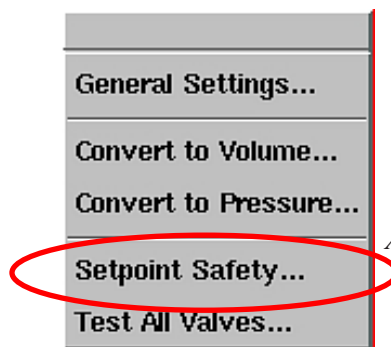 General Settings...
Convert to Volume...
Convert to Pressure...
Setpoint Safety...
Test All Valves...